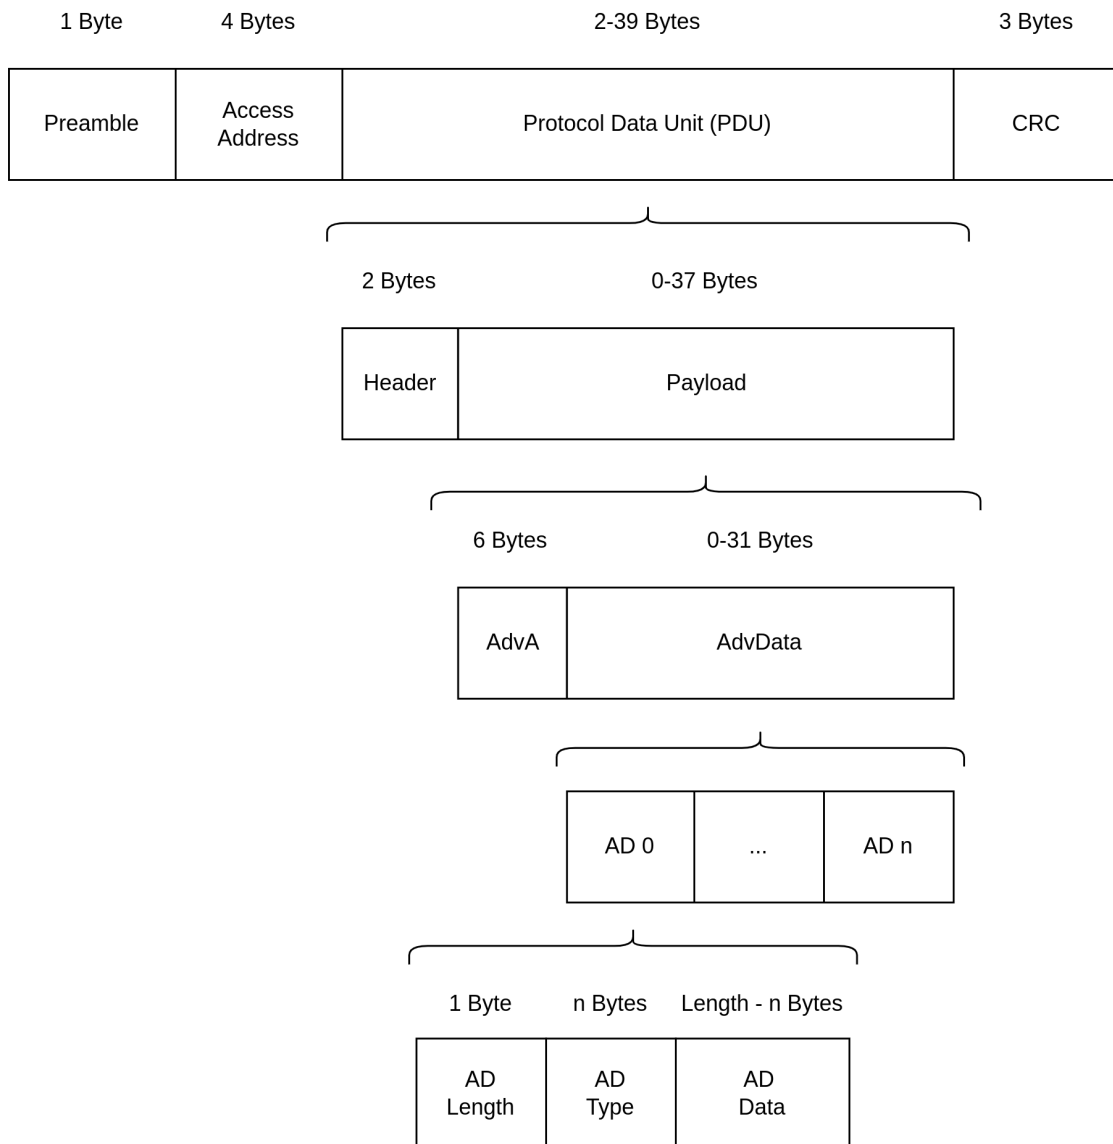 1 Byte
4 Bytes
2-39 Bytes
3 Bytes
Preamble
Access
Address
Protocol Data Unit (PDU)
CRC
2 Bytes
0-37 Bytes
Header
Payload
6 Bytes
0-31 Bytes
AdvA
AdvData
AD 0
...
AD n
1 Byte
n Bytes
Length - n Bytes
AD
Length
AD
Type
AD
Data